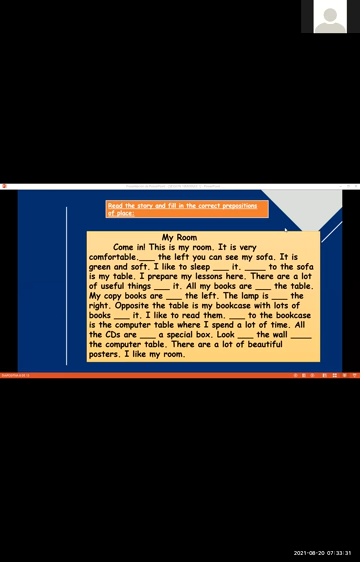 Read the story and fill in the correct prepositions
of place:
My Room
Come in! This is my room. It is very
comfortable.___ the left you can see my sofa. It is
green and soft. I like to sleep ___ it. ____ to the sofa
is my table. I prepare my lessons here. There are a lot
of useful things ___ it. All my books are ___ the table.
My copy books are ___ the left. The lamp is ___ the
right. Opposite the table is my bookcase with lots of
books ___ it. I like to read them. ___ to the bookcase
is the computer table where I spend a lot of time. All
the CDs are ___ a special box. Look ___ the wall ____
the computer table. There are a lot of beautiful
posters. I like my room.
2021-08-20 07:33:31